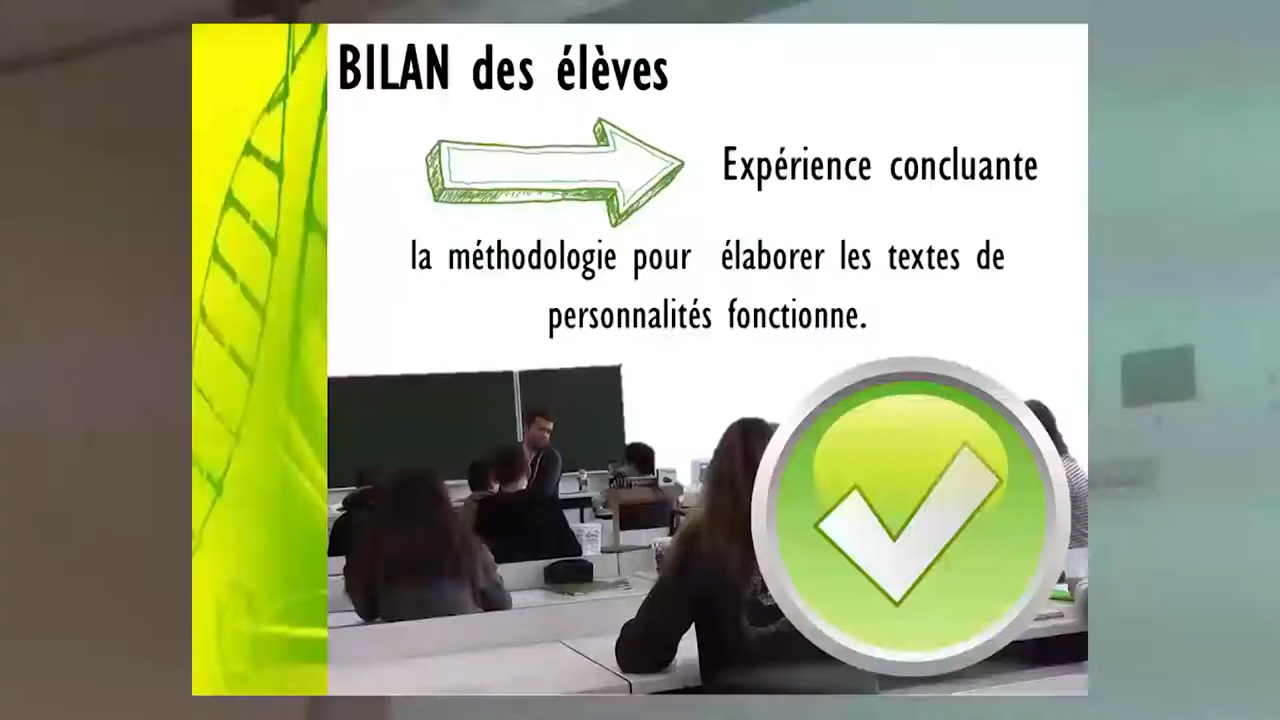 BILAN des élèves
Expérience concluante
la méthodologie pour élaborer les textes de
personnalités fonctionne.